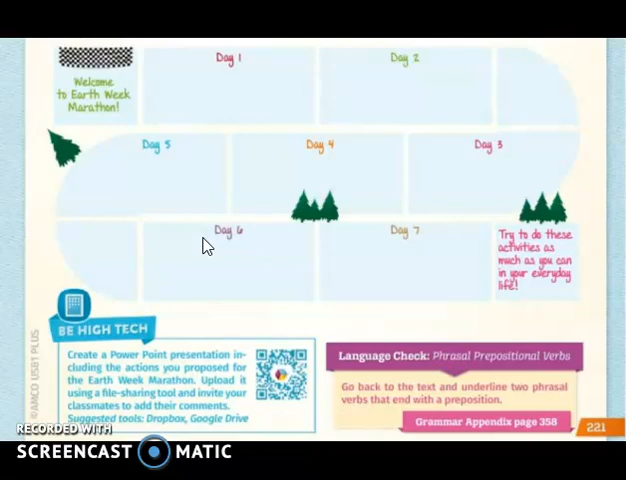 Day 1
Day 2
Welcome
to Earth Week
Marathon!
Day 5
Day 4
Day 3
Day 6
Day 7
Try to do these
activities as
much as you can
in your everyday
life!
BE HIGH TECH
Create a Power Point presentation in-
cluding the actions you proposed for
the Earth Week Marathon. Upload it
using a file-sharing tool and invite your
classmates to add their comments.
Suggested tools: Dropbox, Google Drive
Language Check: Phrasal Prepositional Verbs
Go back to the text and underline two phrasal
verbs that end with a preposition.
Grammar Appendix page 358
©AMCO USB1 PLUS
221
RECORDED WITH
SCREENCAST MATIC